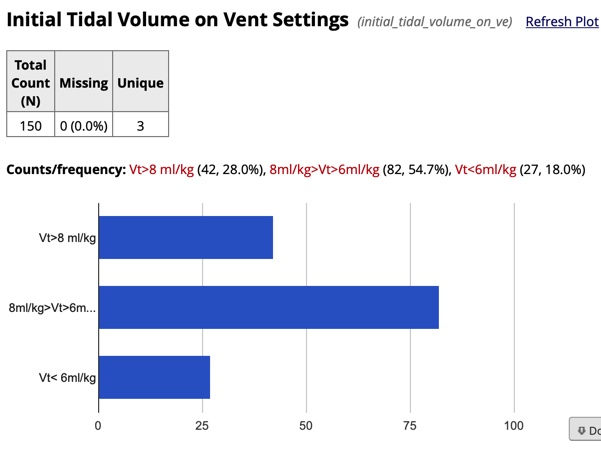 Initial Tidal Volume on Vent Settings (initial_tidal_volume_on_ve) Refresh Plot
Total Count (N) Missing Unique
150 0 (0.0%) 3
Counts/frequency: Vt>8 ml/kg (42, 28.0%), 8ml/kg>Vt>6ml/kg (82, 54.7%), Vt<6ml/kg (27, 18.0%)
Vt>8 ml/kg
8ml/kg>Vt>6m...
Vt< 6ml/kg
0 25 50 75 100